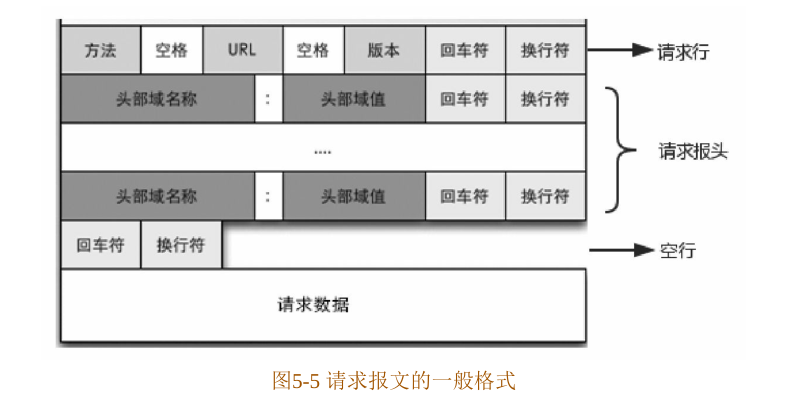 方法 空格 URL 空格 版本 回车符 换行符 请求行
头部域名称 : 头部域值 回车符 换行符
.... 请求报头
头部域名称 : 头部域值 回车符 换行符
回车符 换行符 空行
请求数据
图5-5 请求报文的一般格式